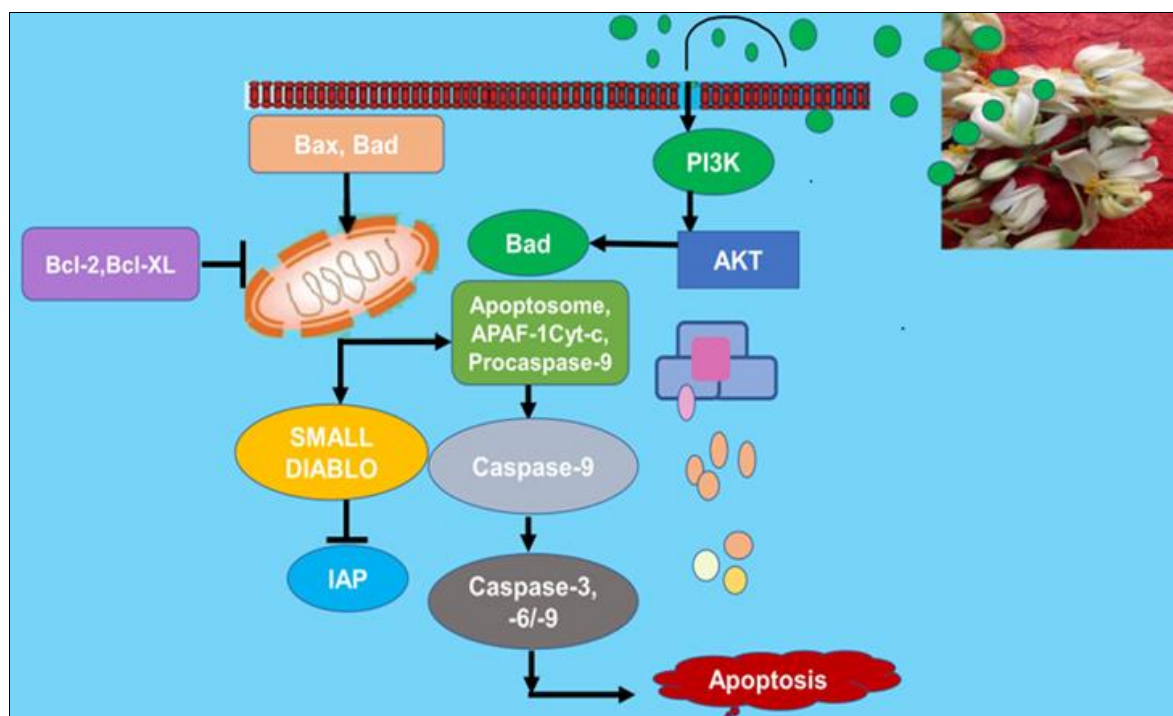 Bax, Bad
PI3K
Bcl-2,Bcl-XL
Bad
AKT
Apoptosome,
APAF-1Cyt-c,
Procaspase-9
SMALL
DIABLO
Caspase-9
IAP
Caspase-3,
-6/-9
Apoptosis